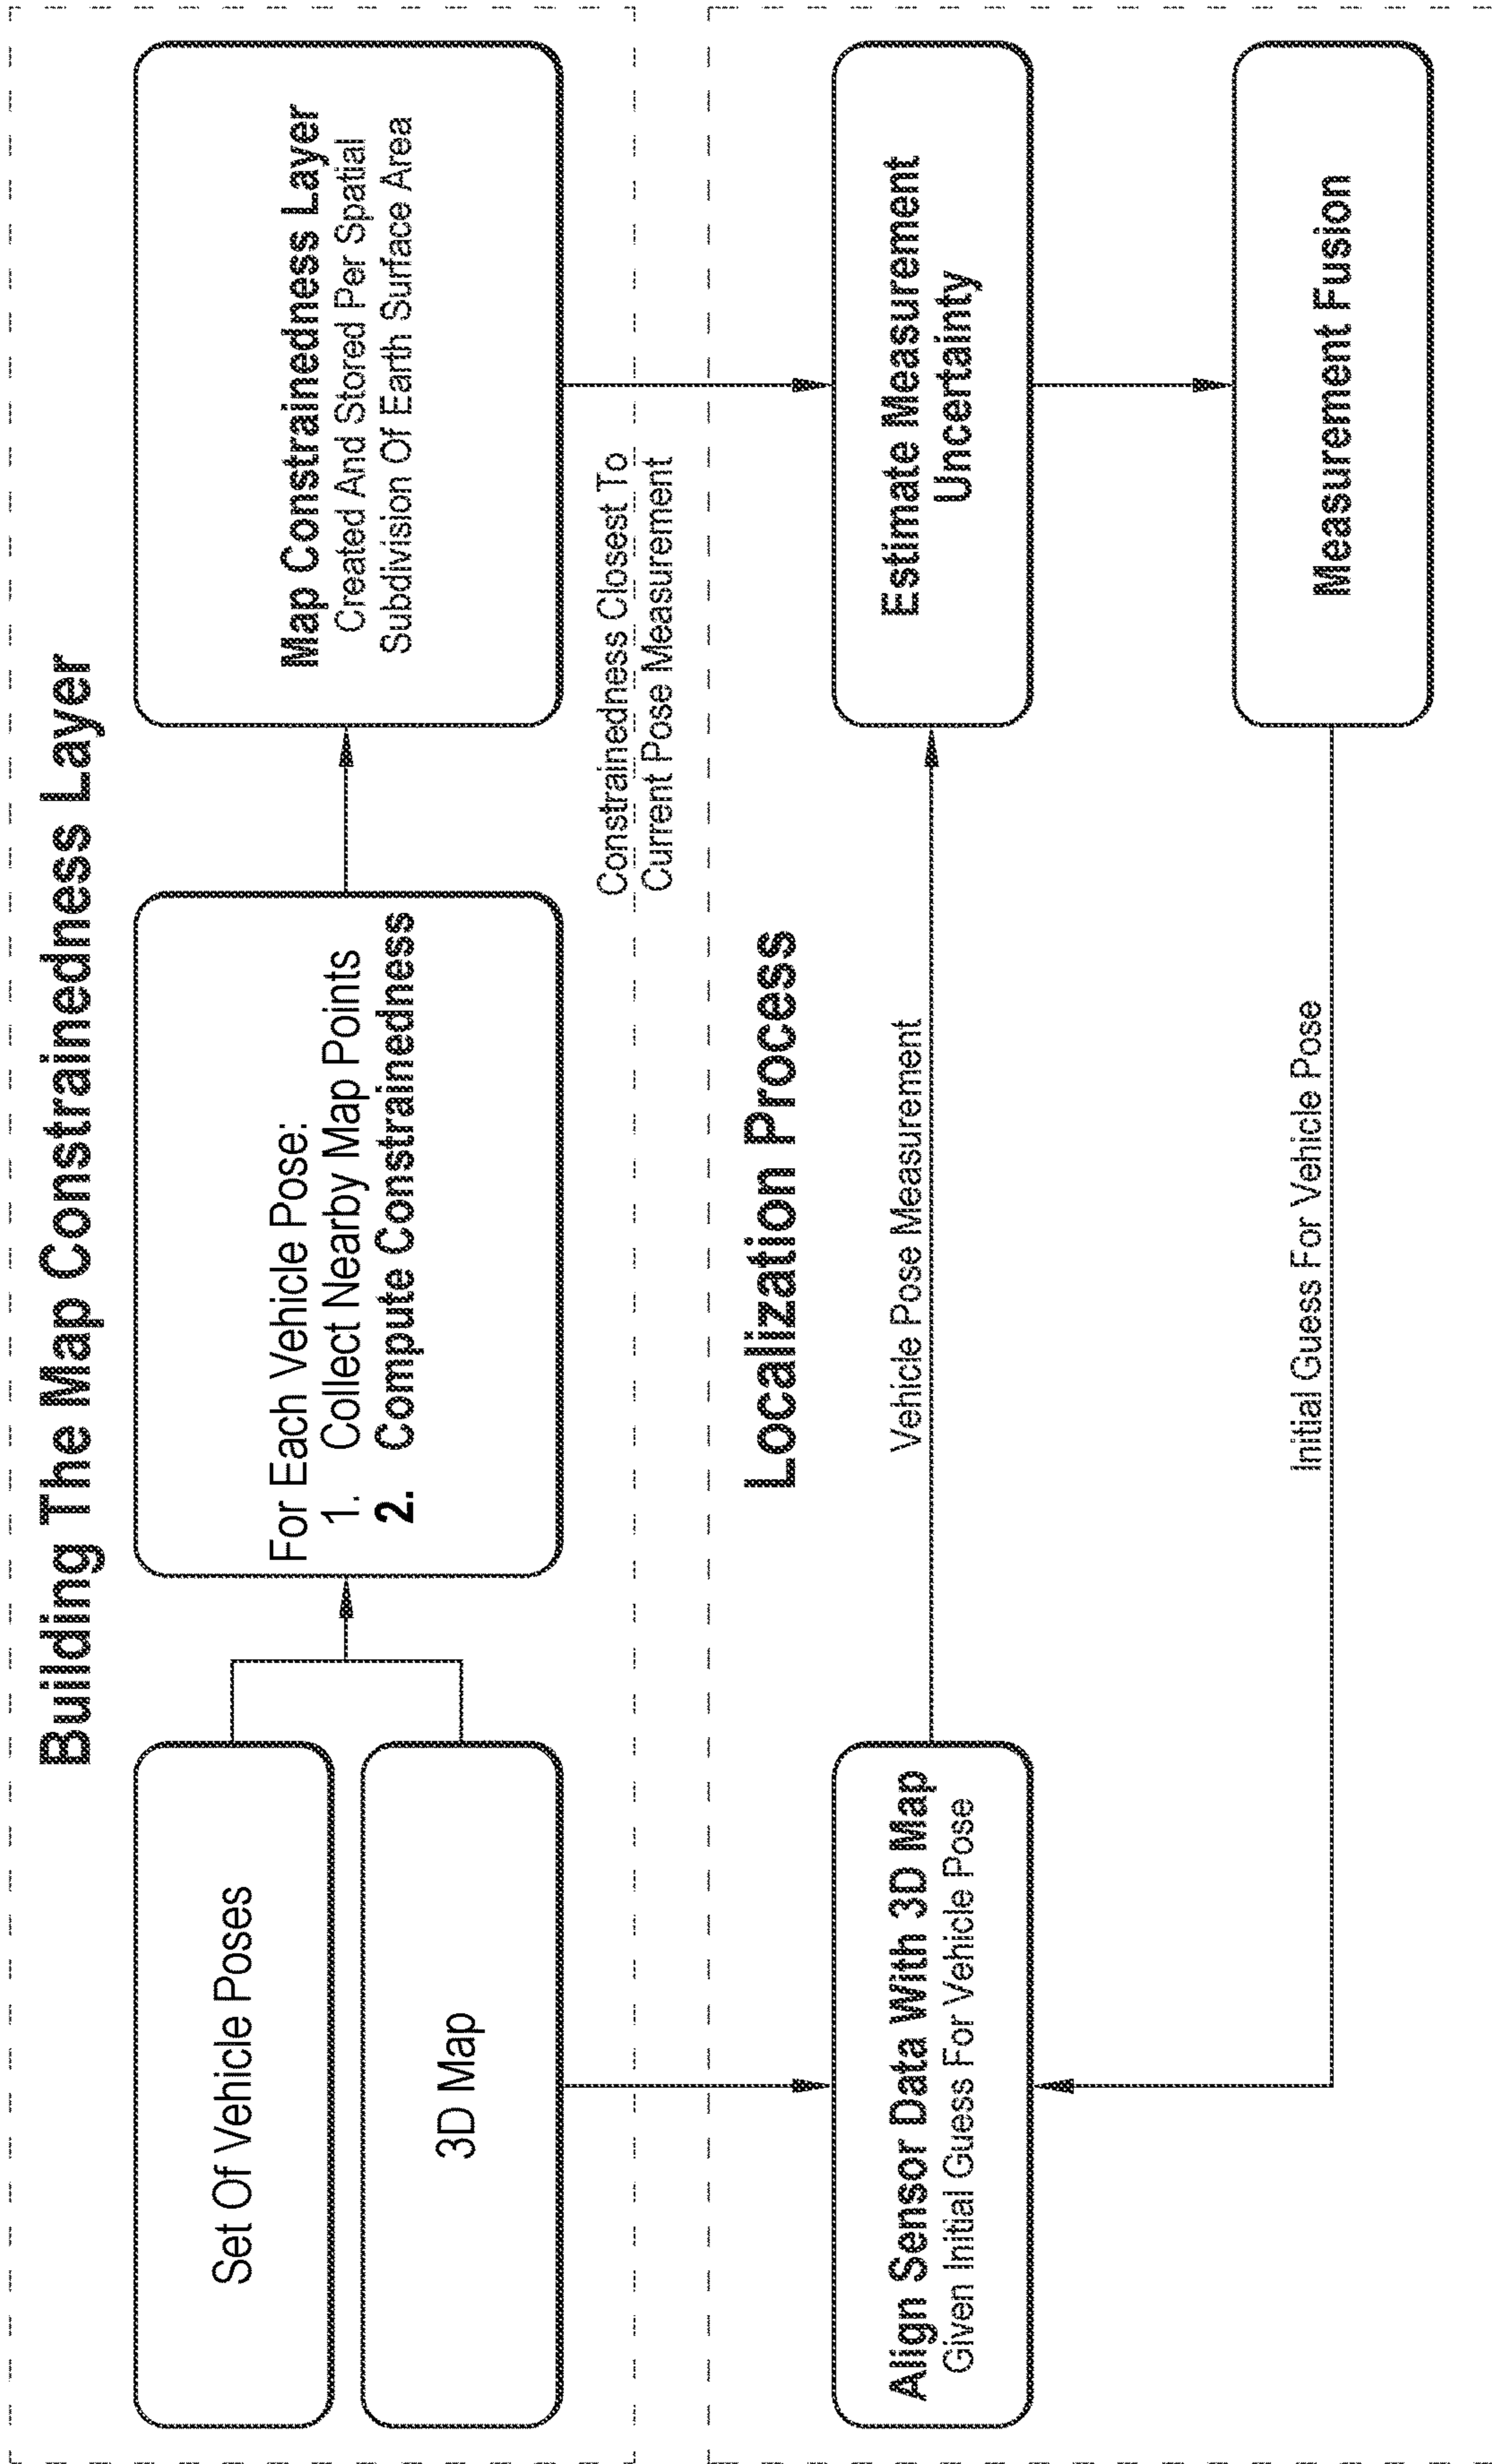 Building The Map Constrainedness Layer
Set Of Vehicle Poses
3D Map
For Each Vehicle Pose:
1. Collect Nearby Map Points
2. Compute Constrainedness
Map Constrainedness Layer
Created And Stored Per Spatial
Subdivision Of Earth Surface Area
Constrainedness Closest To
Current Pose Measurement
Localization Process
Align Sensor Data With 3D Map
Given Initial Guess For Vehicle Pose
Vehicle Pose Measurement
Estimate Measurement
Uncertainty
Initial Guess For Vehicle Pose
Measurement Fusion